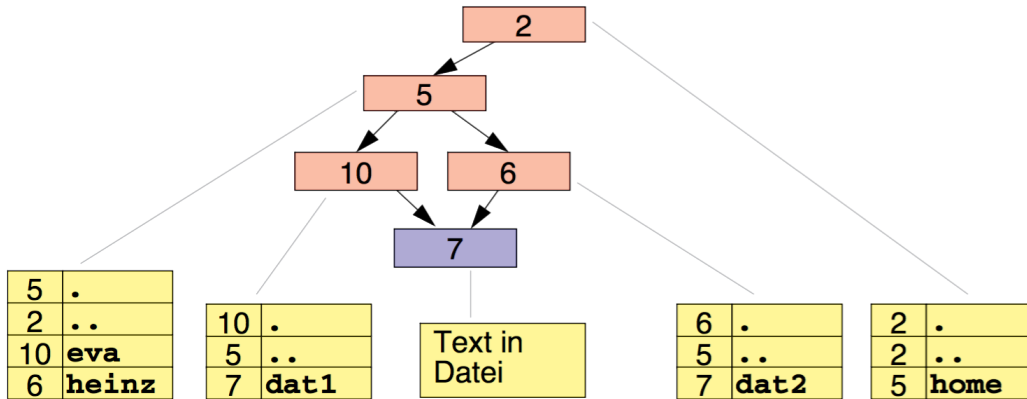 2
5
10
6
7
5 .
2 ..
10 eva
6 heinz
10 .
5 ..
7 dat1
Text in
Datei
6 .
5 ..
7 dat2
2 .
2 ..
5 home